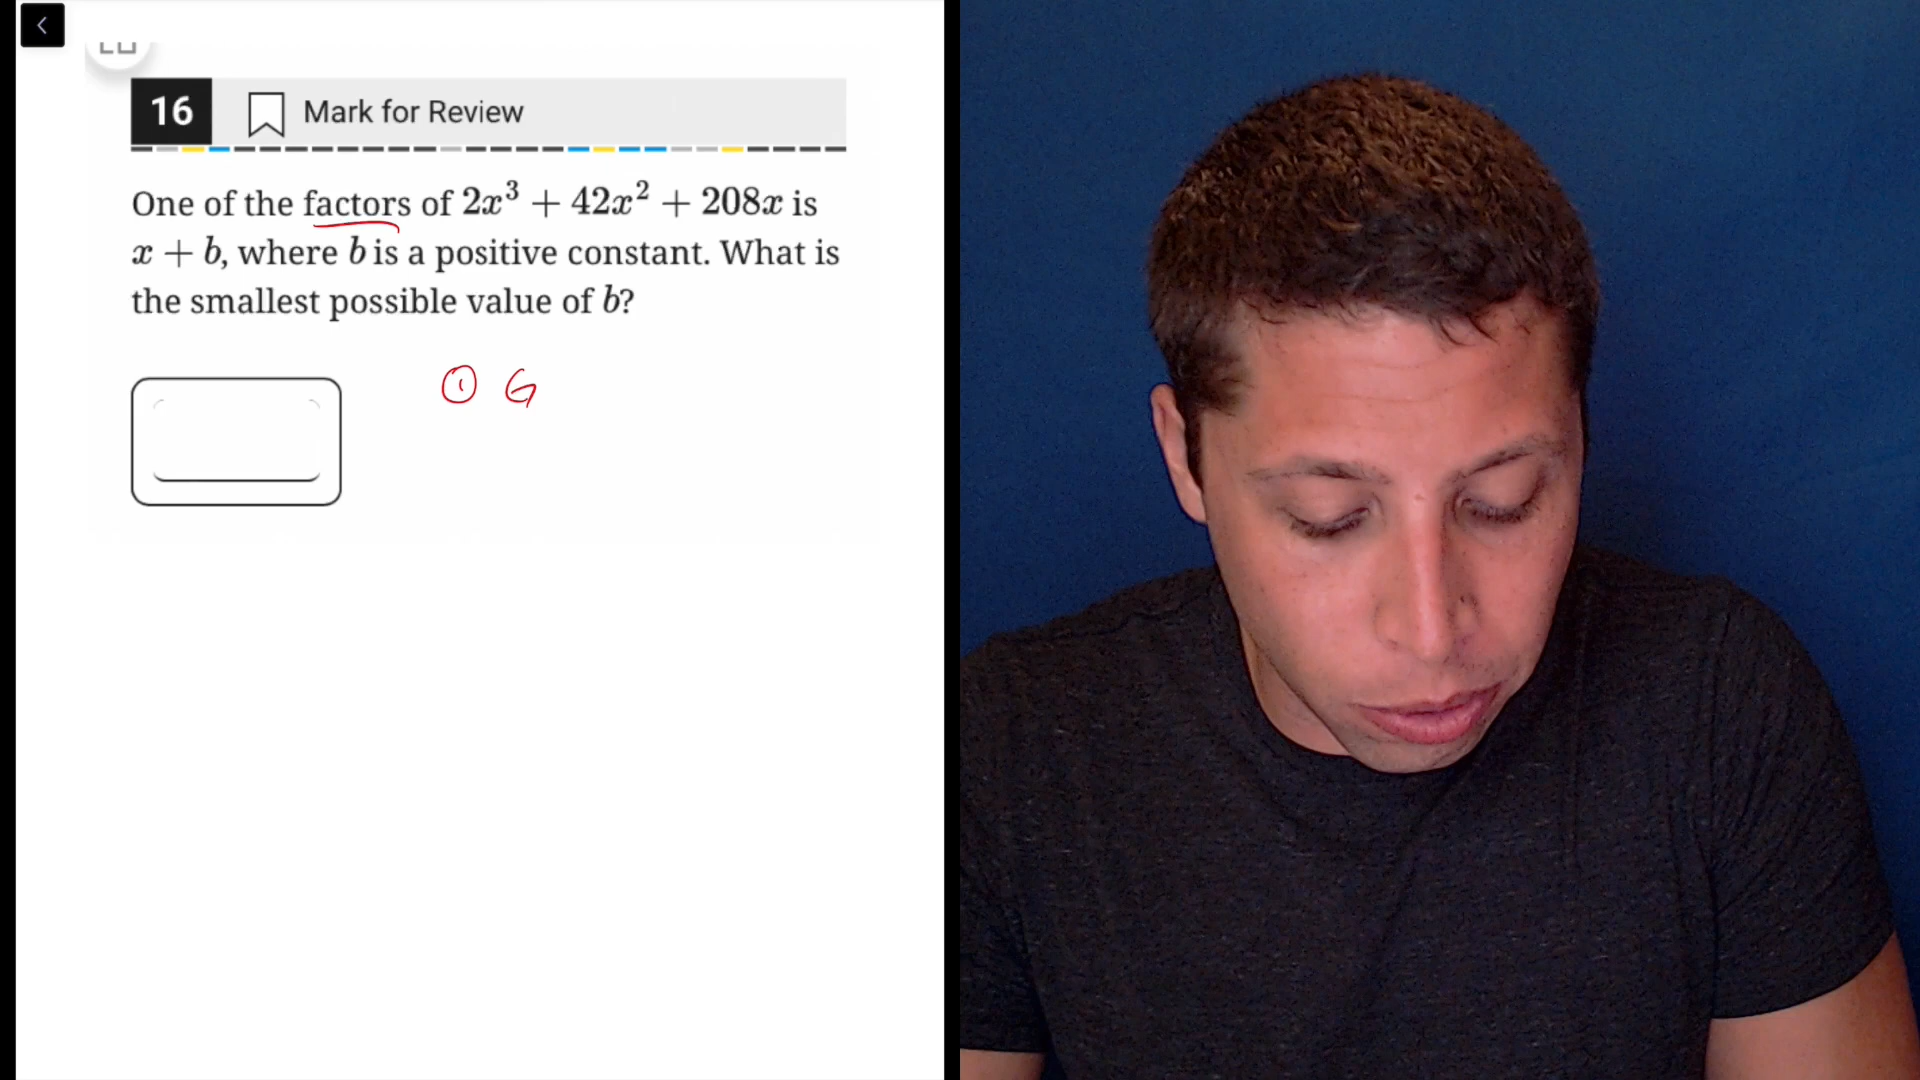 16 Mark for Review
One of the factors of 2x³ + 42x² + 208x is
x + b, where b is a positive constant. What is
the smallest possible value of b?
① G